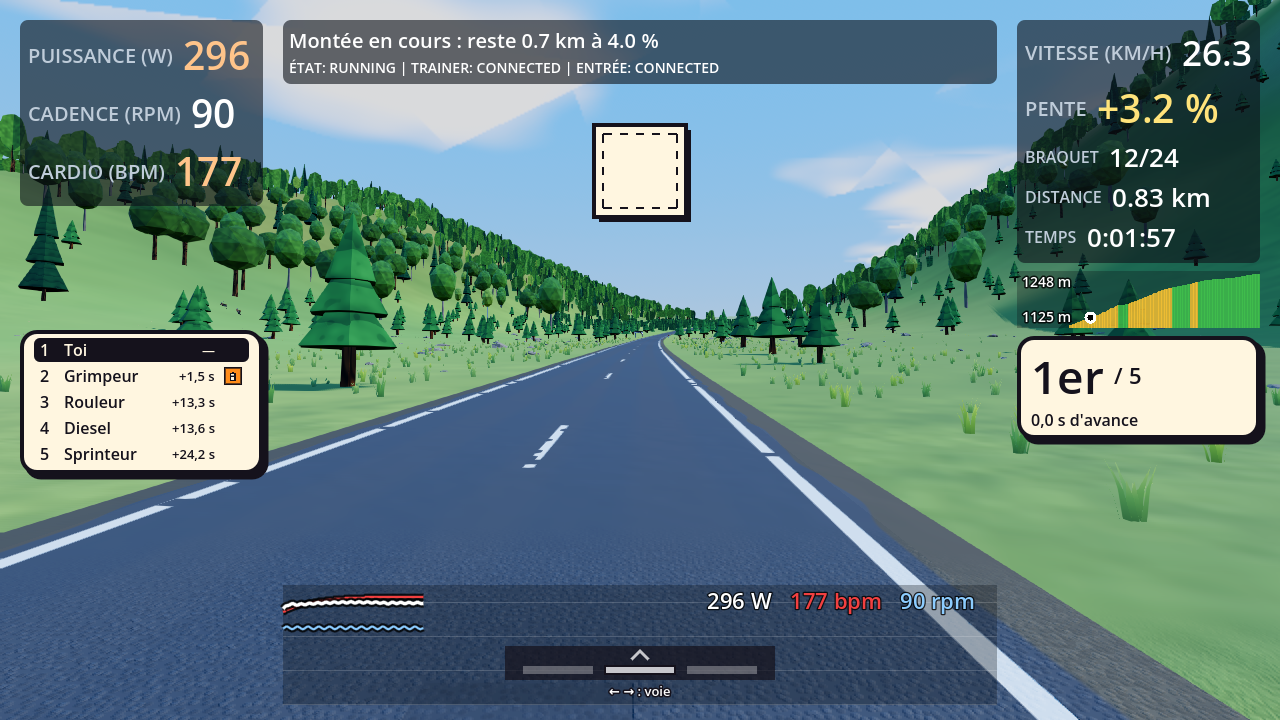 PUISSANCE (W) 296
CADENCE (RPM) 90
CARDIO (BPM) 177
Montée en cours : reste 0.7 km à 4.0 %
ÉTAT: RUNNING | TRAINER: CONNECTED | ENTRÉE: CONNECTED
VITESSE (KM/H) 26.3
PENTE +3.2 %
BRAQUET 12/24
DISTANCE 0.83 km
TEMPS 0:01:57
1248 m
1125 m
1 Toi —
2 Grimpeur +1,5 s
3 Rouleur +13,3 s
4 Diesel +13,6 s
5 Sprinteur +24,2 s
1er / 5
0,0 s d'avance
296 W 177 bpm 90 rpm
← → : voie